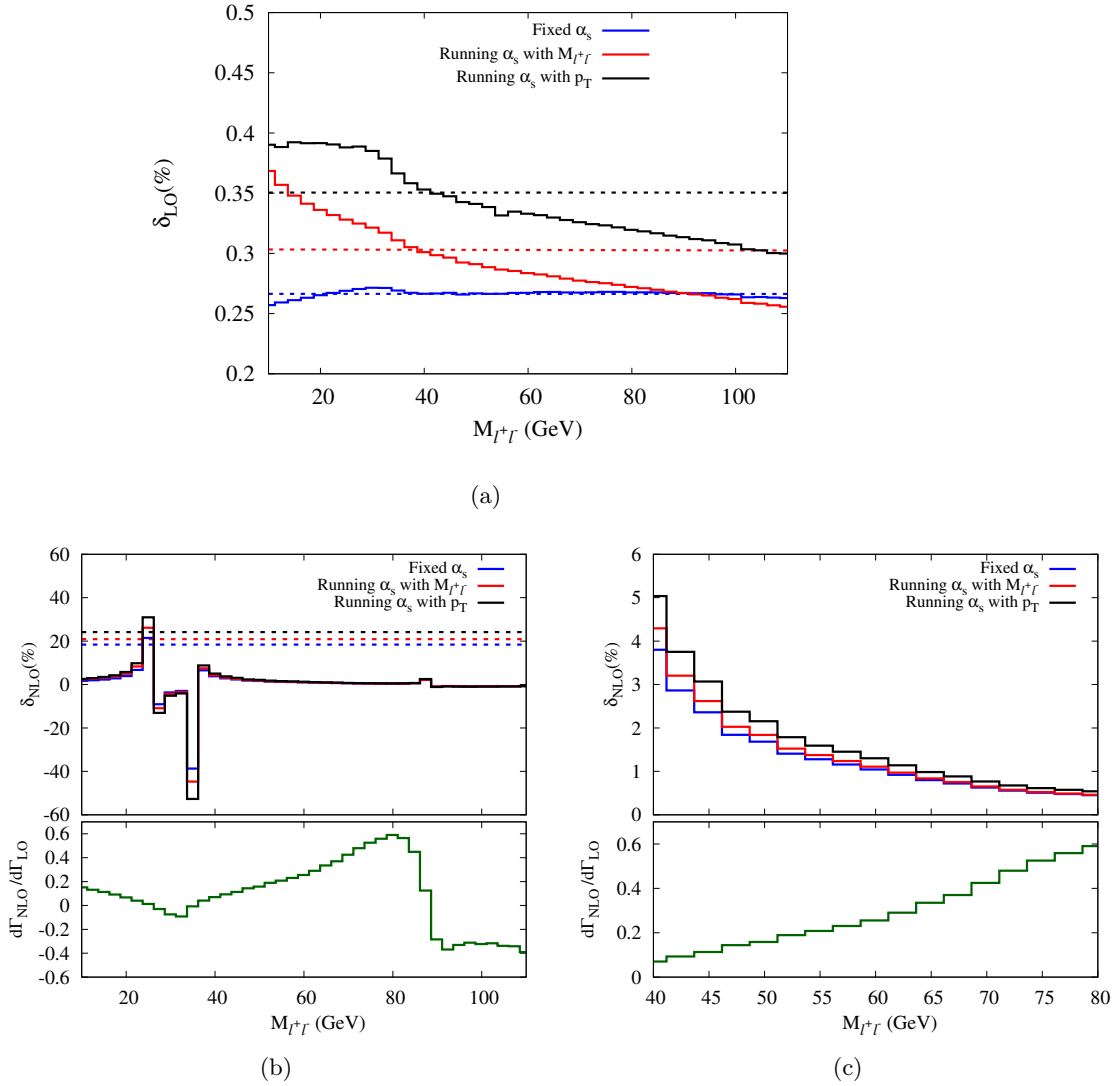 0.5
Fixed αs
Running αs with Ml+l-
Running αs with pT
0.45
0.4
0.35
0.3
0.25
0.2
δLO(%)
20 40 60 80 100
Ml+l- (GeV)
(a)
60
Fixed αs
Running αs with Ml+l-
Running αs with pT
40
20
0
-20
-40
-60
δNLO(%)
0.6
0.4
0.2
0
-0.2
-0.4
-0.6
dΓNLO/dΓLO
20 40 60 80 100
Ml+l- (GeV)
(b)
6
Fixed αs
Running αs with Ml+l-
Running αs with pT
5
4
3
2
1
0
δNLO(%)
0.6
0.4
0.2
0
dΓNLO/dΓLO
40 45 50 55 60 65 70 75 80
Ml+l- (GeV)
(c)